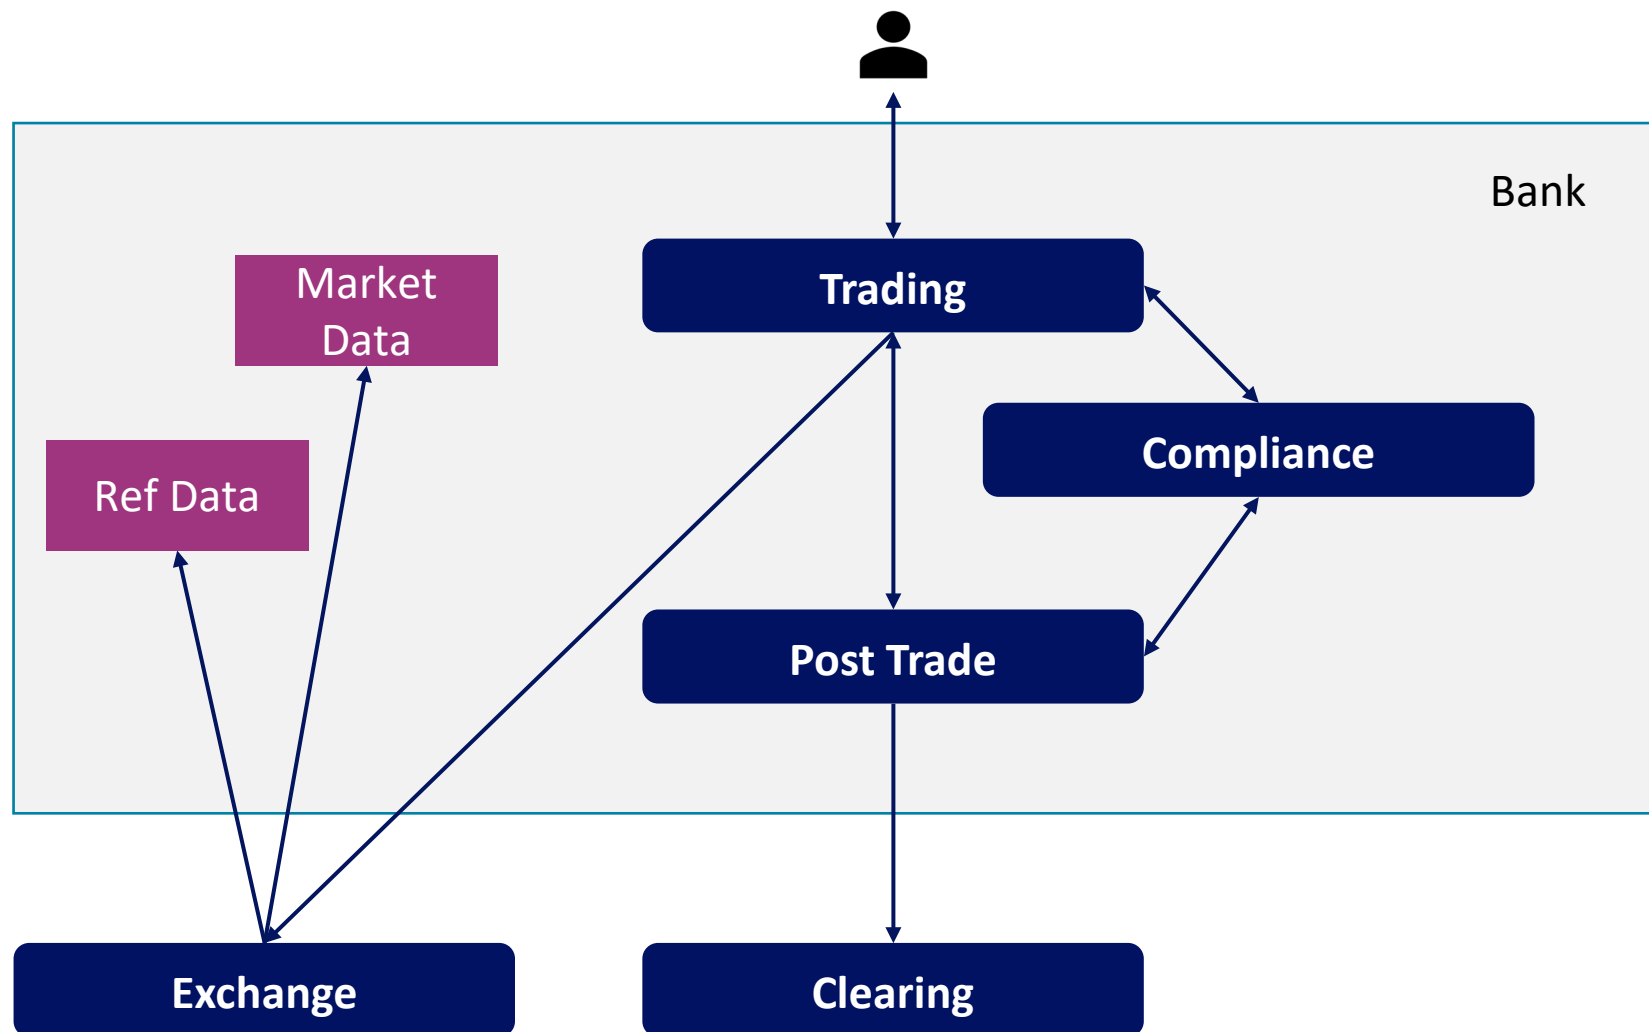 Bank
Trading
Market
Data
Compliance
Ref Data
Post Trade
Exchange
Clearing